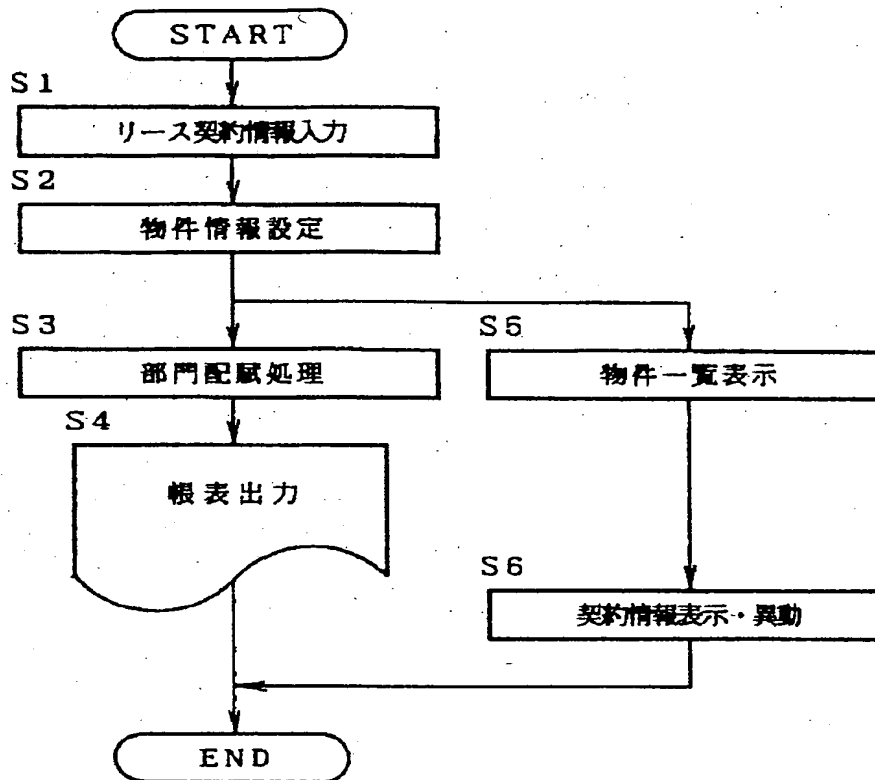 START
S1
リース契約情報入力
S2
物件情報設定
S3
部門配賦処理
S4
帳表出力
S5
物件一覧表示
S6
契約情報表示・異動
END